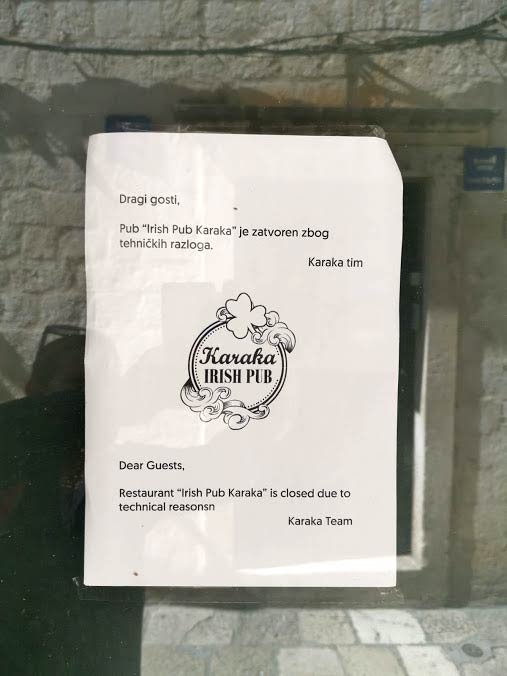 Dragi gosti,
Pub “Irish Pub Karaka” je zatvoren zbog
tehničkih razloga.
Karaka tim
Karaka
IRISH PUB
Dear Guests,
Restaurant “Irish Pub Karaka” is closed due to
technical reasonsn
Karaka Team